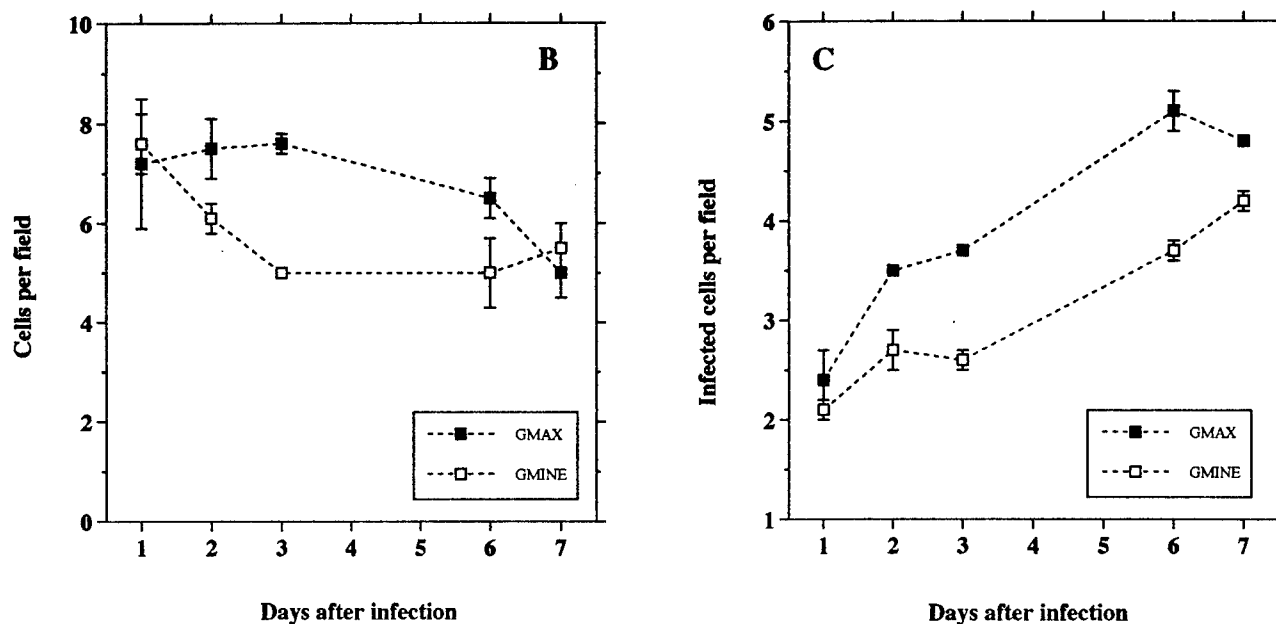 B
10
8
6
4
2
0
Cells per field
GMAX
GMINE
1 2 3 4 5 6 7
Days after infection
C
6
5
4
3
2
1
Infected cells per field
GMAX
GMINE
1 2 3 4 5 6 7
Days after infection